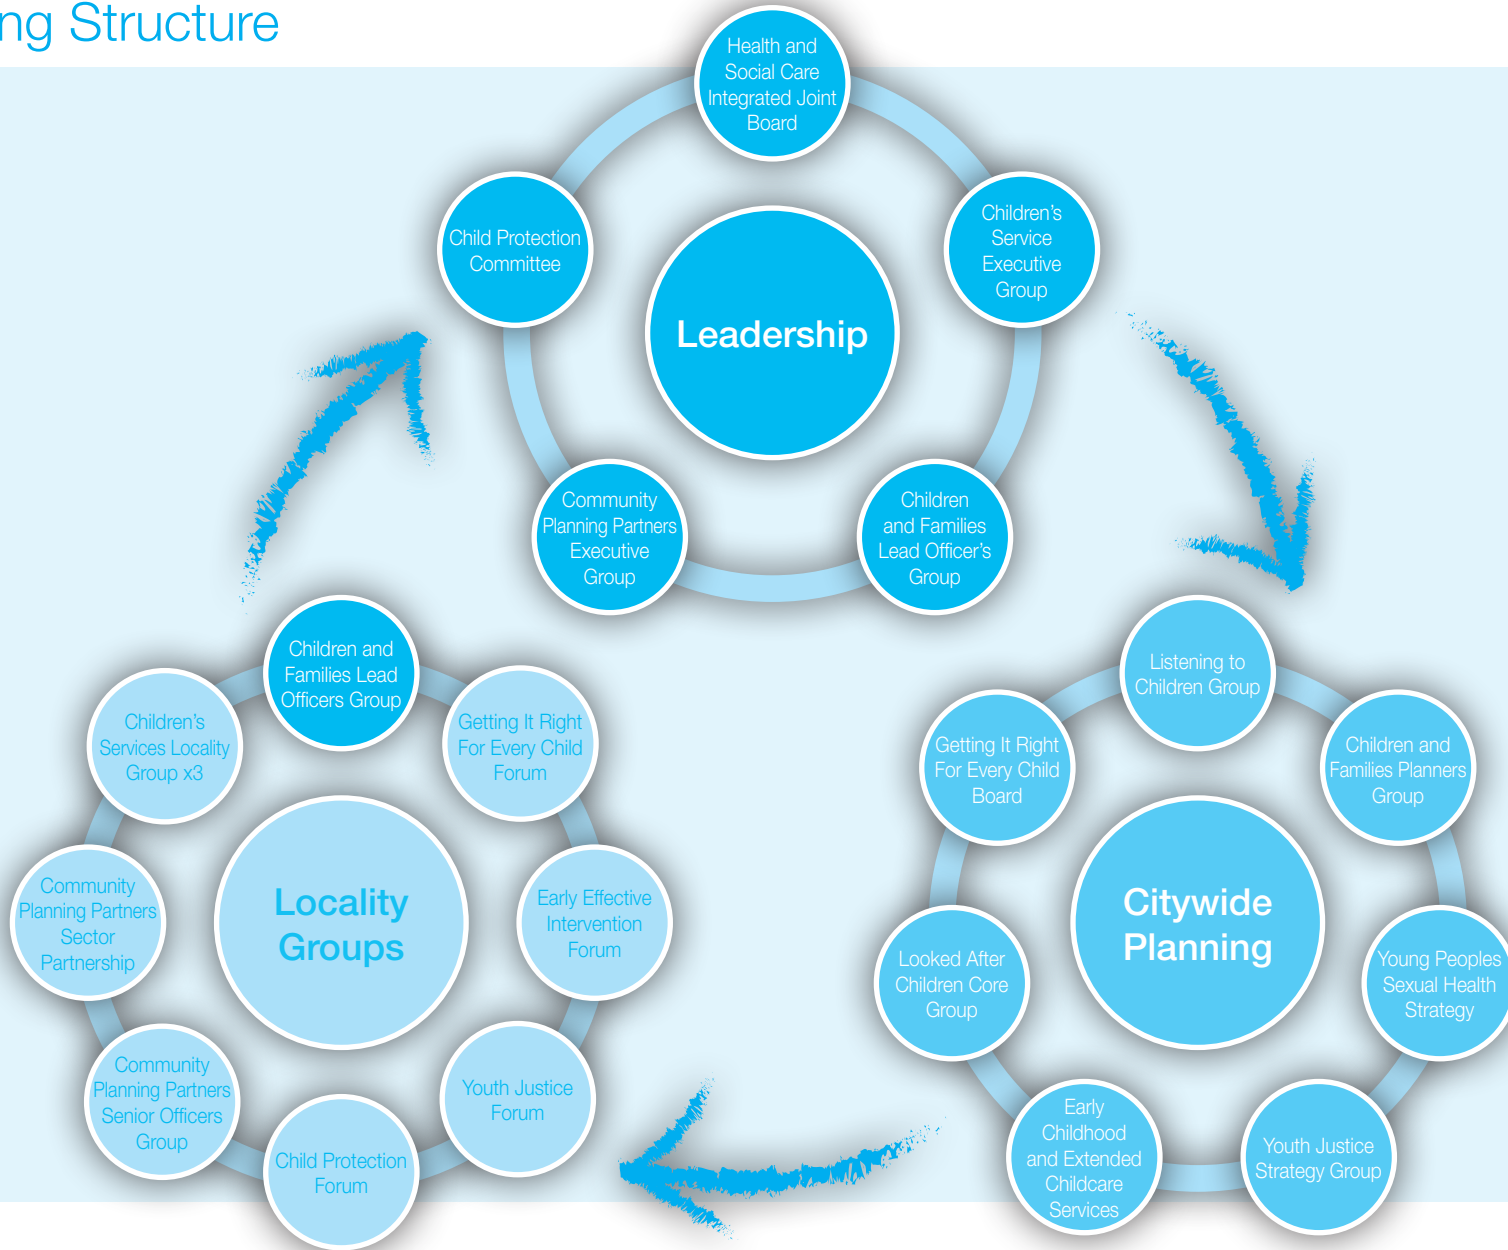 ng Structure
Health and
Social Care
Integrated Joint
Board
Child Protection
Committee
Children's
Service
Executive
Group
Leadership
Community
Planning Partners
Executive
Group
Children
and Families
Lead Officer's
Group
Children and
Families Lead
Officers Group
Children's
Services Locality
Group x3
Getting It Right
For Every Child
Forum
Community
Planning Partners
Sector
Partnership
Locality
Groups
Early Effective
Intervention
Forum
Community
Planning Partners
Senior Officers
Group
Youth Justice
Forum
Child Protection
Forum
Listening to
Children Group
Getting It Right
For Every Child
Board
Children and
Families Planners
Group
Citywide
Planning
Looked After
Children Core
Group
Young Peoples
Sexual Health
Strategy
Early
Childhood
and Extended
Childcare
Services
Youth Justice
Strategy Group